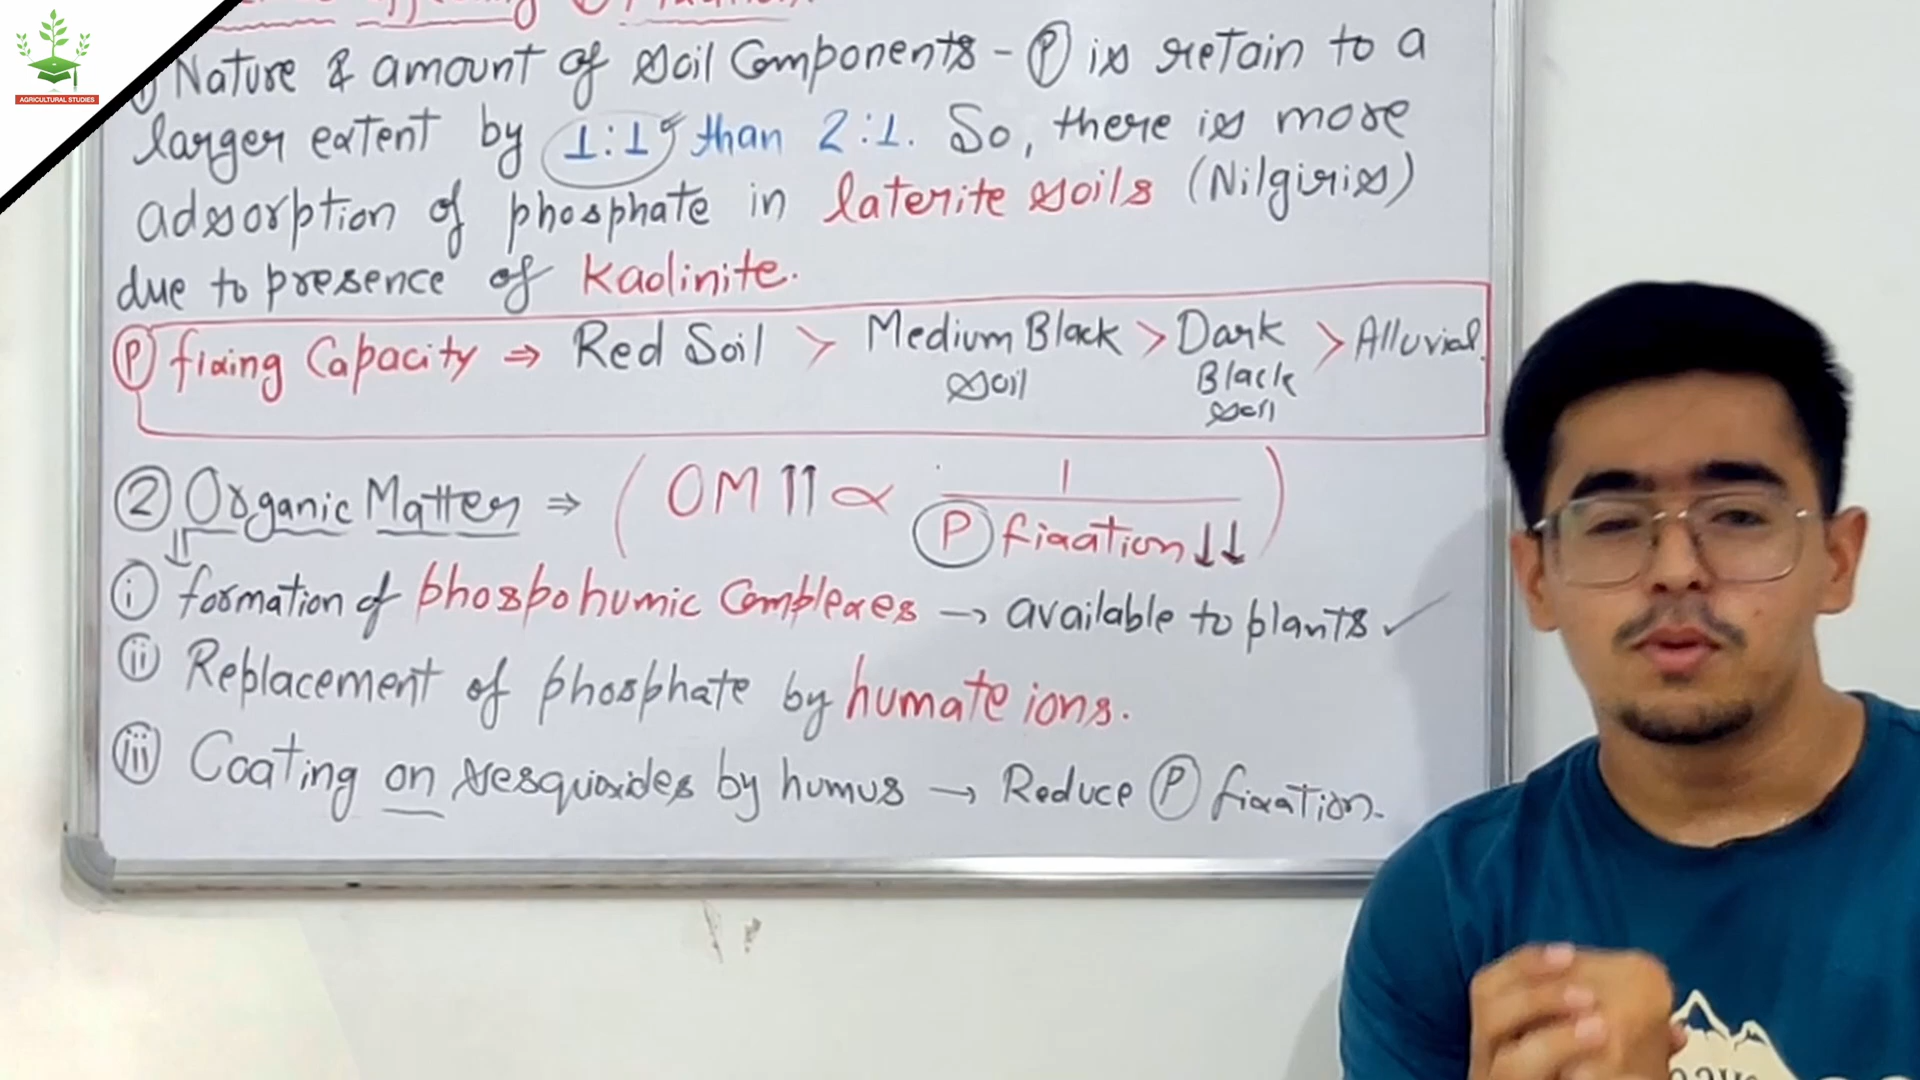 AGRICULTURAL STUDIES
Nature & amount of soil Components - (P) is retain to a
larger extent by 1:1 than 2:1. So, there is more
adsorption of phosphate in laterite soils (Nilgiris)
due to presence of Kaolinite.
(P) fixing Capacity ⇒ Red Soil > Medium Black soil > Dark Black soil > Alluvial.
② Organic Matter ⇒ ( OM ↑↑ ∝ 1 / (P) fixation ↓↓ )
(i) formation of phospohumic Complexes → available to plants ✓
(ii) Replacement of phosphate by humate ions.
(iii) Coating on sesquioxides by humus → Reduce (P) fixation.